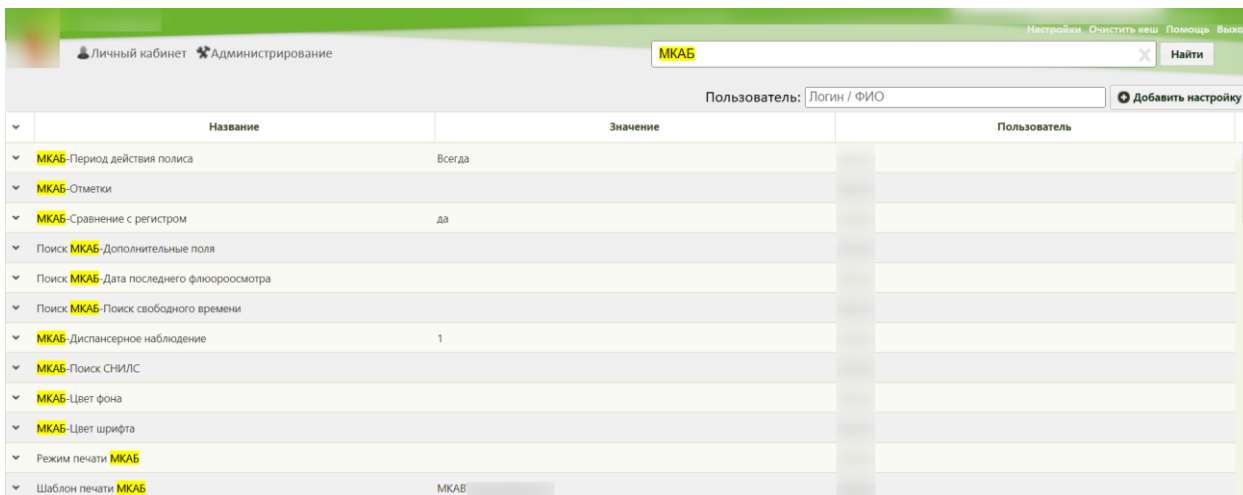 Настройки Очистить кеш Помощь
Личный кабинет Администрирование
МКАБ Найти
Пользователь: Логин / ФИО Добавить настройку
Название Значение Пользователь
МКАБ-Период действия полиса Всегда
МКАБ-Отметки
МКАБ-Сравнение с регистром да
Поиск МКАБ-Дополнительные поля
Поиск МКАБ-Дата последнего флюороосмотра
Поиск МКАБ-Поиск свободного времени
МКАБ-Диспансерное наблюдение 1
МКАБ-Поиск СНИЛС
МКАБ-Цвет фона
МКАБ-Цвет шрифта
Режим печати МКАБ
Шаблон печати МКАБ